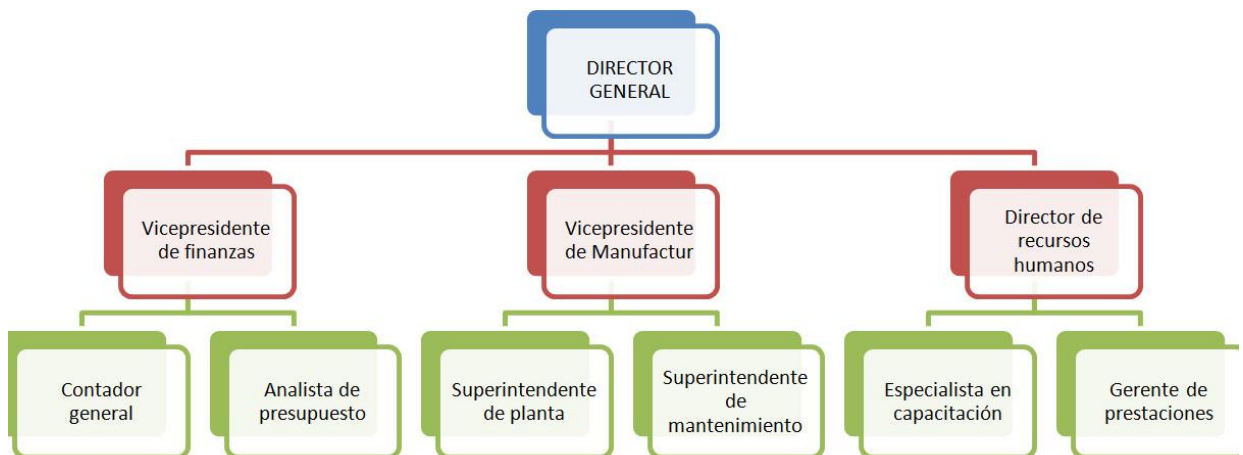 DIRECTOR
GENERAL
Vicepresidente
de finanzas
Vicepresidente
de Manufactur
Director de
recursos
humanos
Contador
general
Analista de
presupuesto
Superintendente
de planta
Superintendente
de
mantenimiento
Especialista en
capacitación
Gerente de
prestaciones